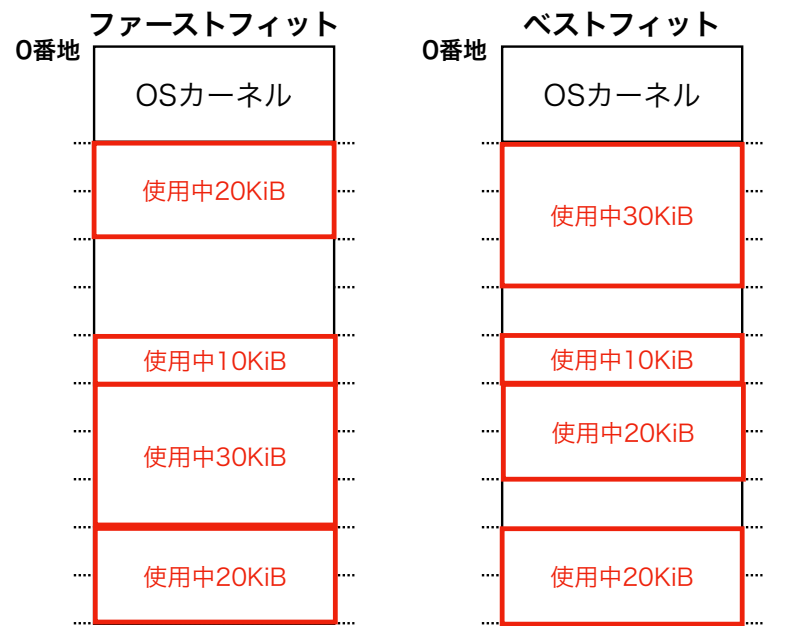 ファーストフィット
0番地
OSカーネル
使用中20KiB
使用中10KiB
使用中30KiB
使用中20KiB
ベストフィット
0番地
OSカーネル
使用中30KiB
使用中10KiB
使用中20KiB
使用中20KiB